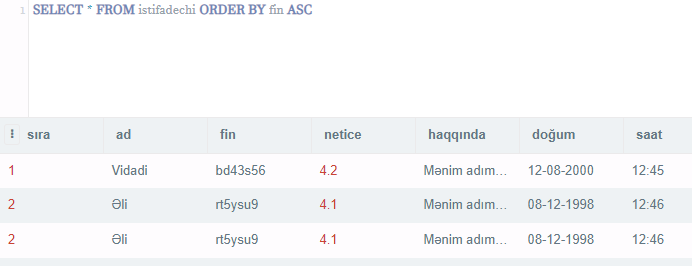 1 SELECT * FROM istifadechi ORDER BY fin ASC
sıra ad fin netice haqqında doğum saat
1 Vidadi bd43s56 4.2 Mənim adım... 12-08-2000 12:45
2 Əli rt5ysu9 4.1 Mənim adım... 08-12-1998 12:46
2 Əli rt5ysu9 4.1 Mənim adım... 08-12-1998 12:46